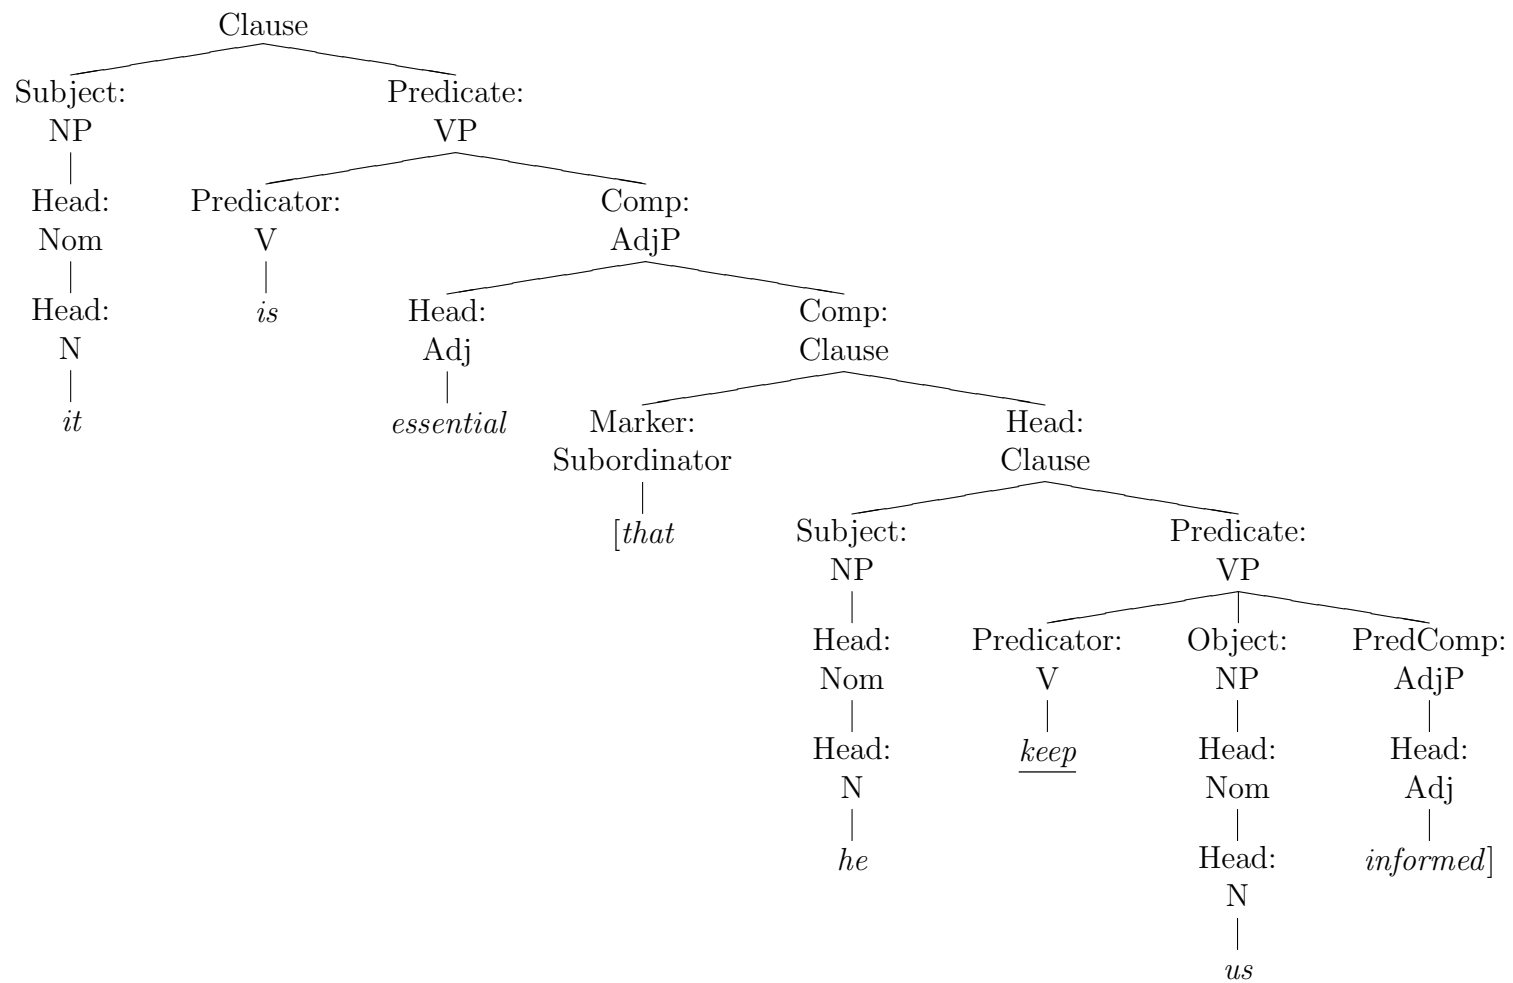 Clause
Subject: Predicate:
NP VP
Head: Predicator: Comp:
Nom V AdjP
Head: is Head: Comp:
N Adj Clause
it essential Marker: Head:
Subordinator Clause
[that Subject: Predicate:
NP VP
Head: Predicator: Object: PredComp:
Nom V NP AdjP
Head: keep Head: Head:
N Nom Adj
he Head: informed]
N
us